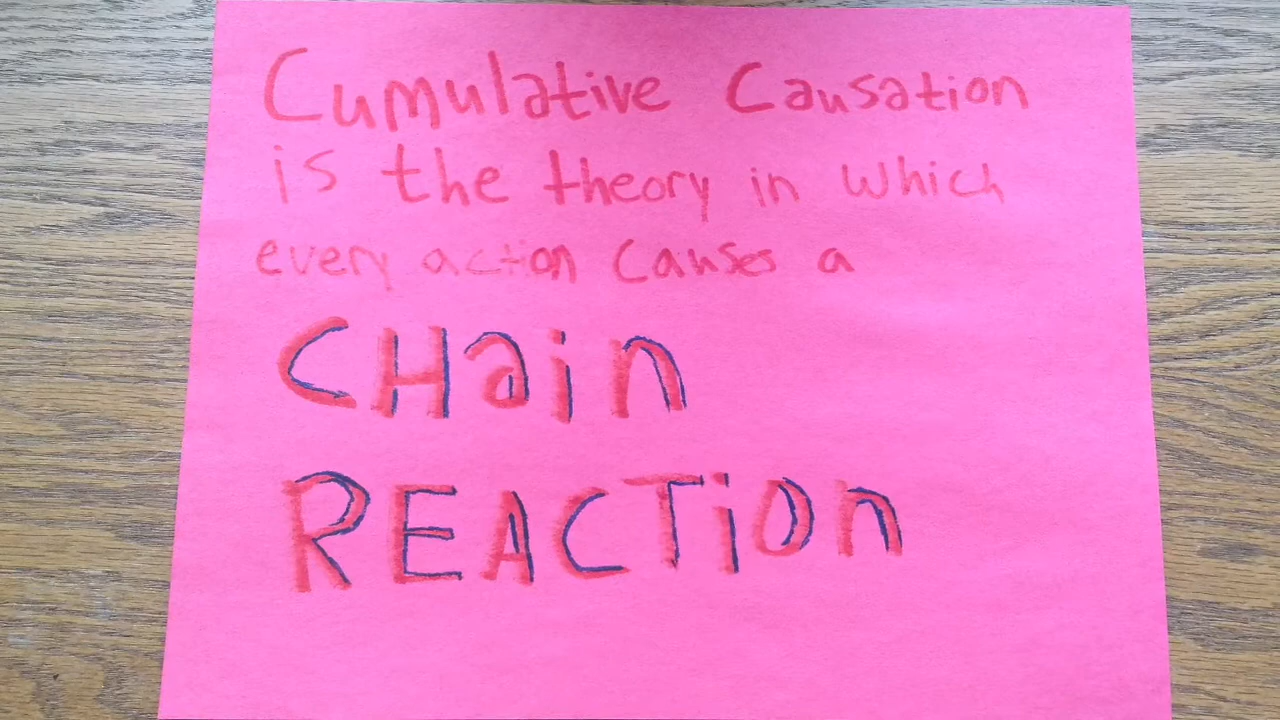 Cumulative Causation
is the theory in which
every action causes a
CHain
REACTion